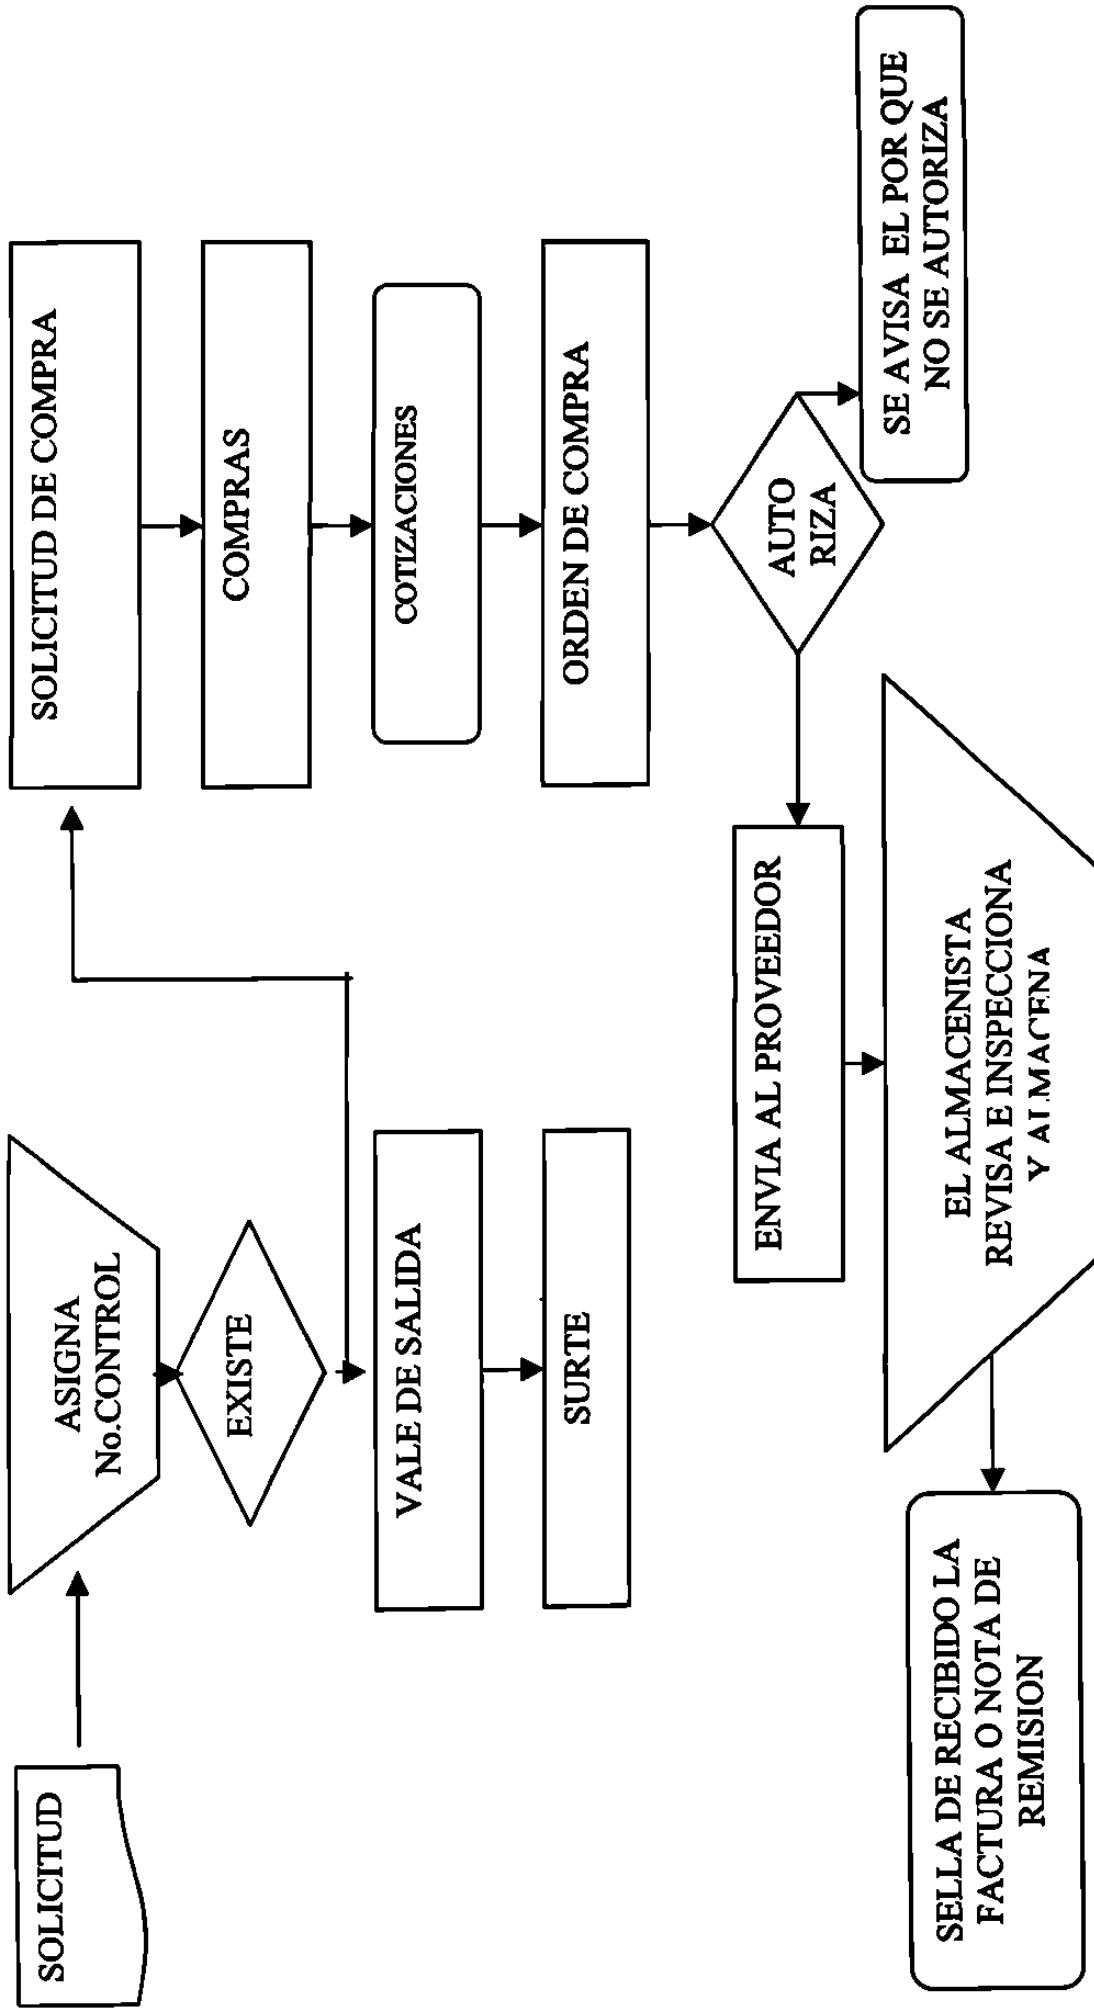 SOLICITUD
ASIGNA
No.CONTROL
EXISTE
VALE DE SALIDA
SURTE
SOLICITUD DE COMPRA
COMPRAS
COTIZACIONES
ORDEN DE COMPRA
AUTO
RIZA
SE AVISA EL POR QUE
NO SE AUTORIZA
ENVIA AL PROVEEDOR
EL ALMACENISTA
REVISA E INSPECCIONA
Y ALMACENA
SELLA DE RECIBIDO LA
FACTURA O NOTA DE
REMISION